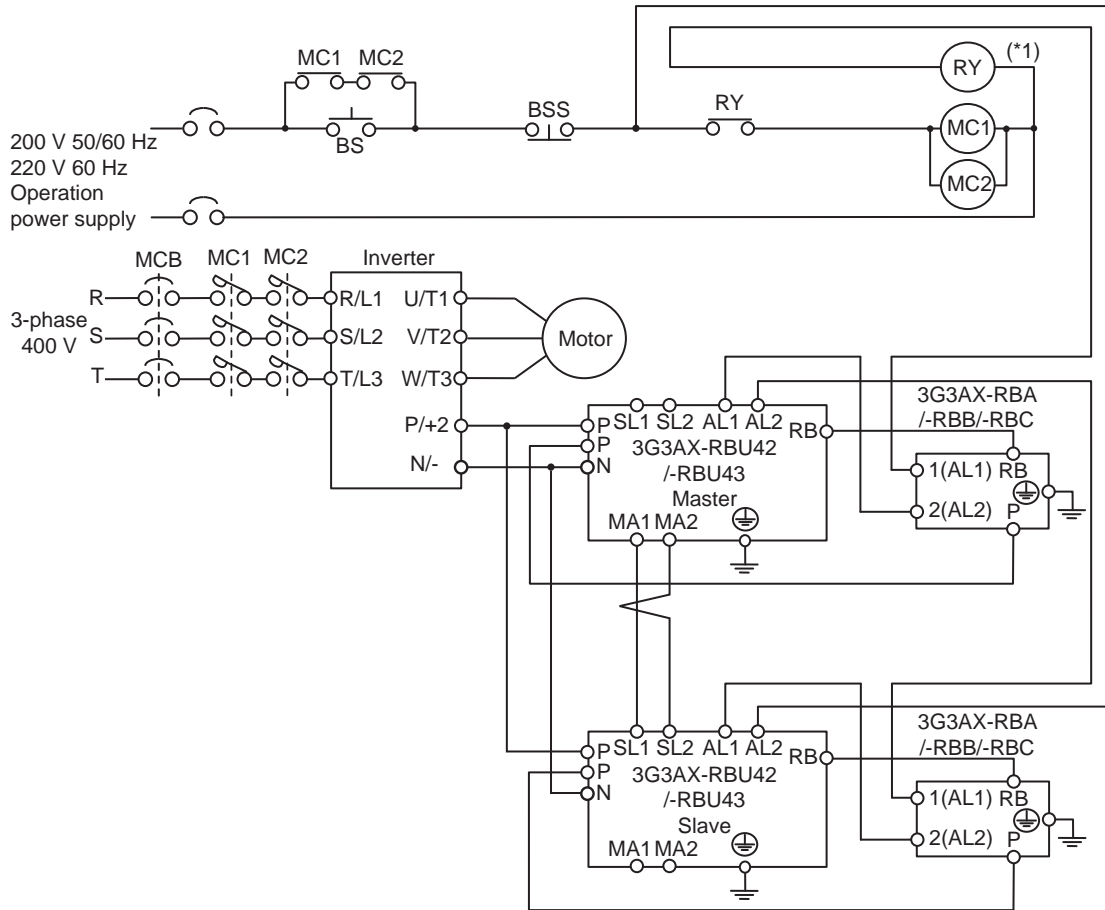 (*1)
MC1 MC2
RY
BSS
RY
BS
MC1
MC2
200 V 50/60 Hz
220 V 60 Hz
Operation
power supply
MCB MC1 MC2
Inverter
R
R/L1 U/T1
3-phase
400 V
S
S/L2 V/T2
Motor
T
T/L3 W/T3
P/+2
N/-
SL1 SL2 AL1 AL2
P
P
N
RB
3G3AX-RBU42
/-RBU43
Master
MA1 MA2
3G3AX-RBA
/-RBB/-RBC
1(AL1) RB
2(AL2) P
SL1 SL2 AL1 AL2
P
P
N
RB
3G3AX-RBU42
/-RBU43
Slave
MA1 MA2
3G3AX-RBA
/-RBB/-RBC
1(AL1) RB
2(AL2) P